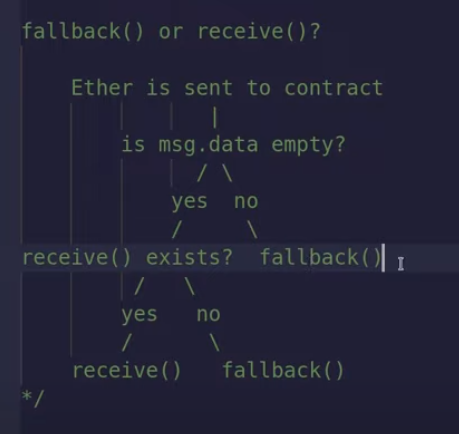 fallback() or receive()?
Ether is sent to contract
|
is msg.data empty?
/ \
yes no
/ \
receive() exists? fallback()
/ \
yes no
/ \
receive() fallback()
*/